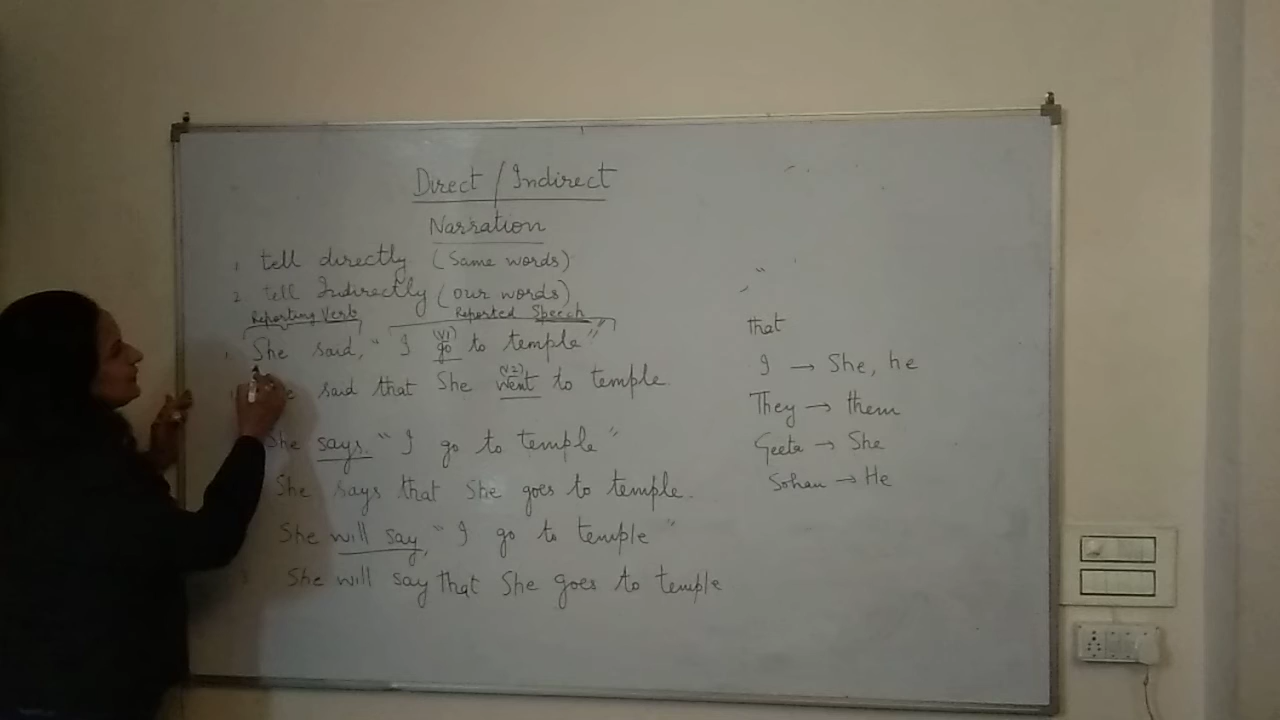 Direct / Indirect
Narration
1. tell directly (Same words)
2. tell Indirectly (our words)
Reporting Verb Reported Speech
1. She said, " I go to temple"
(V1)
said that She went to temple.
(V2)
She says. " I go to temple"
She says that She goes to temple.
She will say, " I go to temple "
She will say that She goes to temple
that
I → She, he
They → them
Geeta → She
Sohan → He